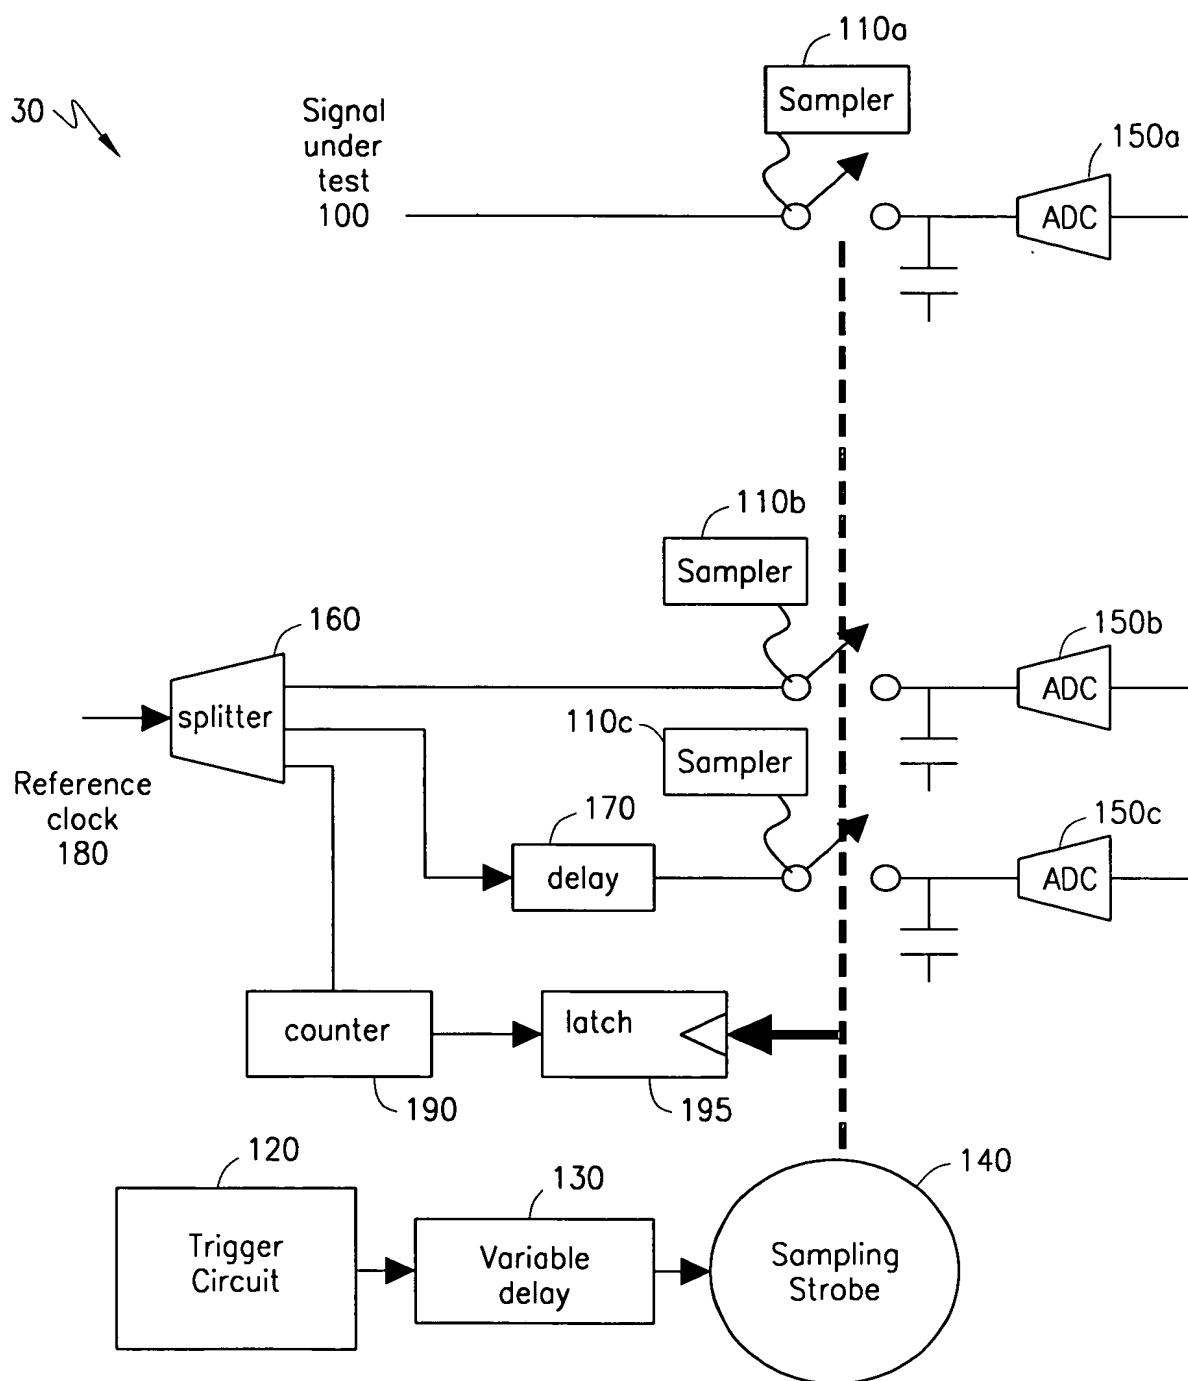 110a
Sampler
30
Signal
under
test
100
150a
ADC
110b
Sampler
160
150b
splitter
ADC
110c
Sampler
Reference
clock
180
170
150c
delay
ADC
counter
latch
190
195
120
130
140
Trigger
Circuit
Variable
delay
Sampling
Strobe